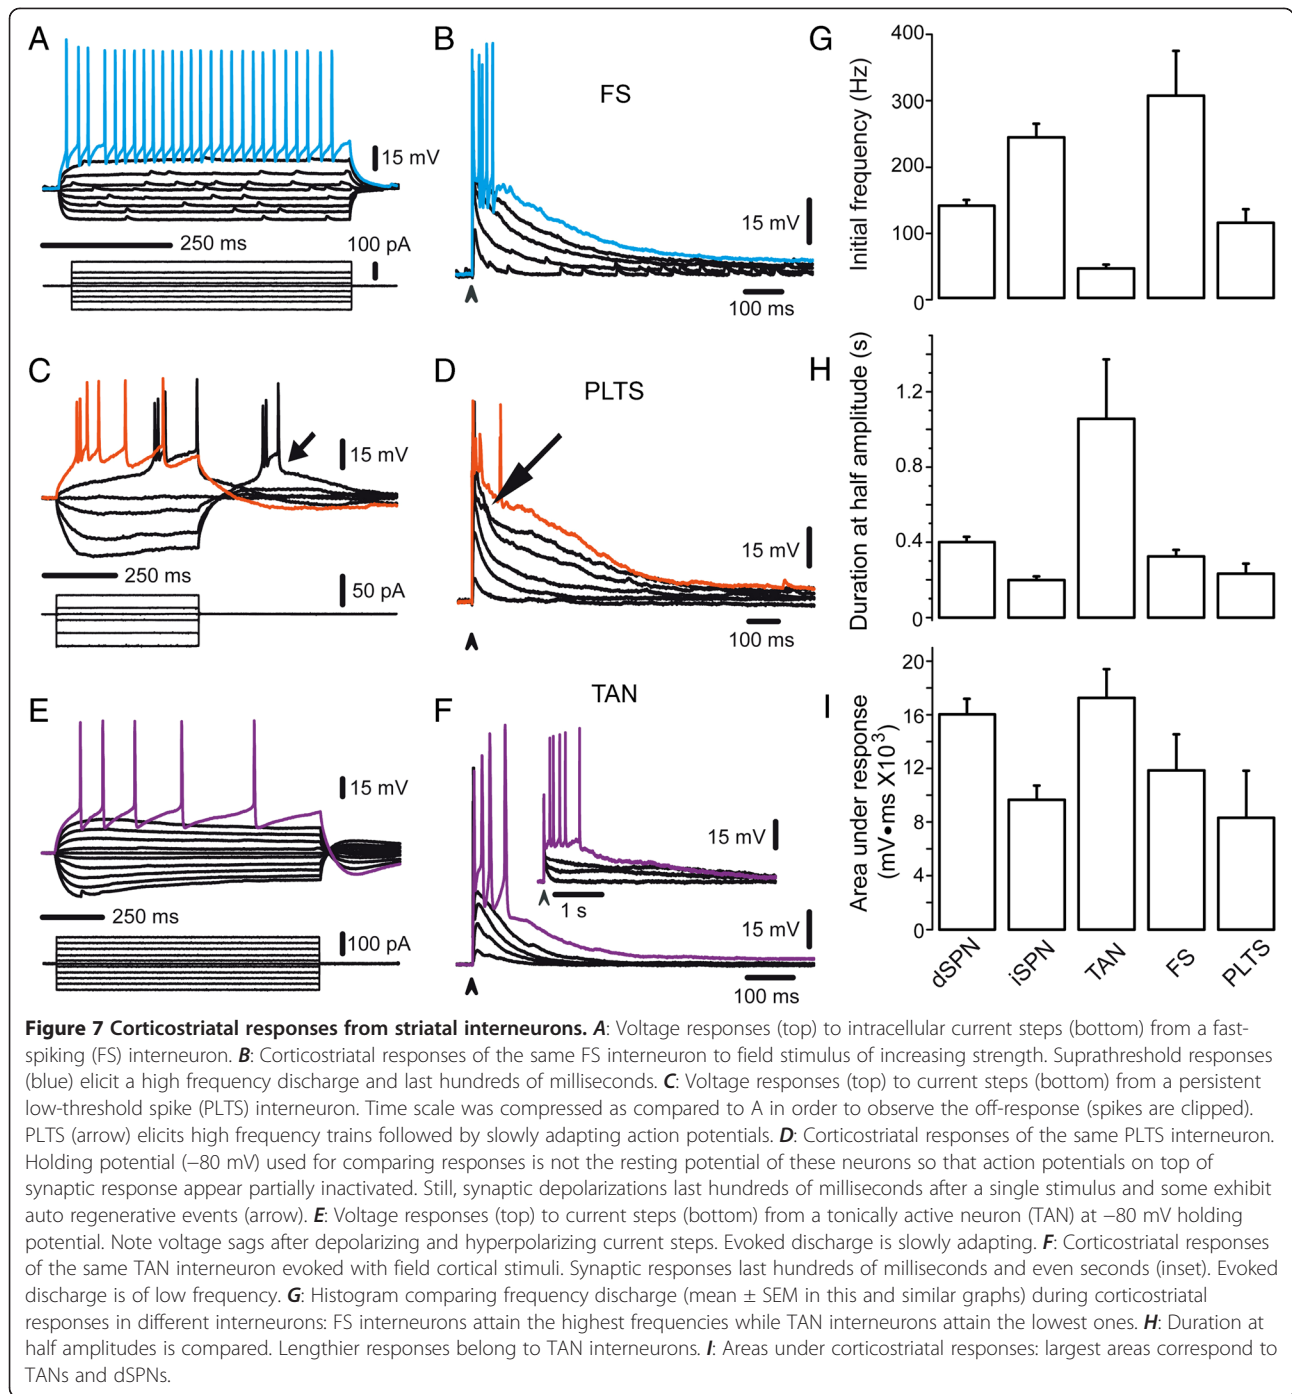 A
15 mV
250 ms
100 pA
B
FS
15 mV
100 ms
G
Initial frequency (Hz)
400
300
200
100
0
C
15 mV
250 ms
50 pA
D
PLTS
15 mV
100 ms
H
Duration at half amplitude (s)
1.2
0.8
0.4
0
E
15 mV
250 ms
100 pA
F
TAN
15 mV
1 s
15 mV
100 ms
I
Area under response
(mV•ms X10³)
20
16
12
8
4
0
dSPN
iSPN
TAN
FS
PLTS
Figure 7 Corticostriatal responses from striatal interneurons. A: Voltage responses (top) to intracellular current steps (bottom) from a fast-
spiking (FS) interneuron. B: Corticostriatal responses of the same FS interneuron to field stimulus of increasing strength. Suprathreshold responses
(blue) elicit a high frequency discharge and last hundreds of milliseconds. C: Voltage responses (top) to current steps (bottom) from a persistent
low-threshold spike (PLTS) interneuron. Time scale was compressed as compared to A in order to observe the off-response (spikes are clipped).
PLTS (arrow) elicits high frequency trains followed by slowly adapting action potentials. D: Corticostriatal responses of the same PLTS interneuron.
Holding potential (−80 mV) used for comparing responses is not the resting potential of these neurons so that action potentials on top of
synaptic response appear partially inactivated. Still, synaptic depolarizations last hundreds of milliseconds after a single stimulus and some exhibit
auto regenerative events (arrow). E: Voltage responses (top) to current steps (bottom) from a tonically active neuron (TAN) at −80 mV holding
potential. Note voltage sags after depolarizing and hyperpolarizing current steps. Evoked discharge is slowly adapting. F: Corticostriatal responses
of the same TAN interneuron evoked with field cortical stimuli. Synaptic responses last hundreds of milliseconds and even seconds (inset). Evoked
discharge is of low frequency. G: Histogram comparing frequency discharge (mean ± SEM in this and similar graphs) during corticostriatal
responses in different interneurons: FS interneurons attain the highest frequencies while TAN interneurons attain the lowest ones. H: Duration at
half amplitudes is compared. Lengthier responses belong to TAN interneurons. I: Areas under corticostriatal responses: largest areas correspond to
TANs and dSPNs.